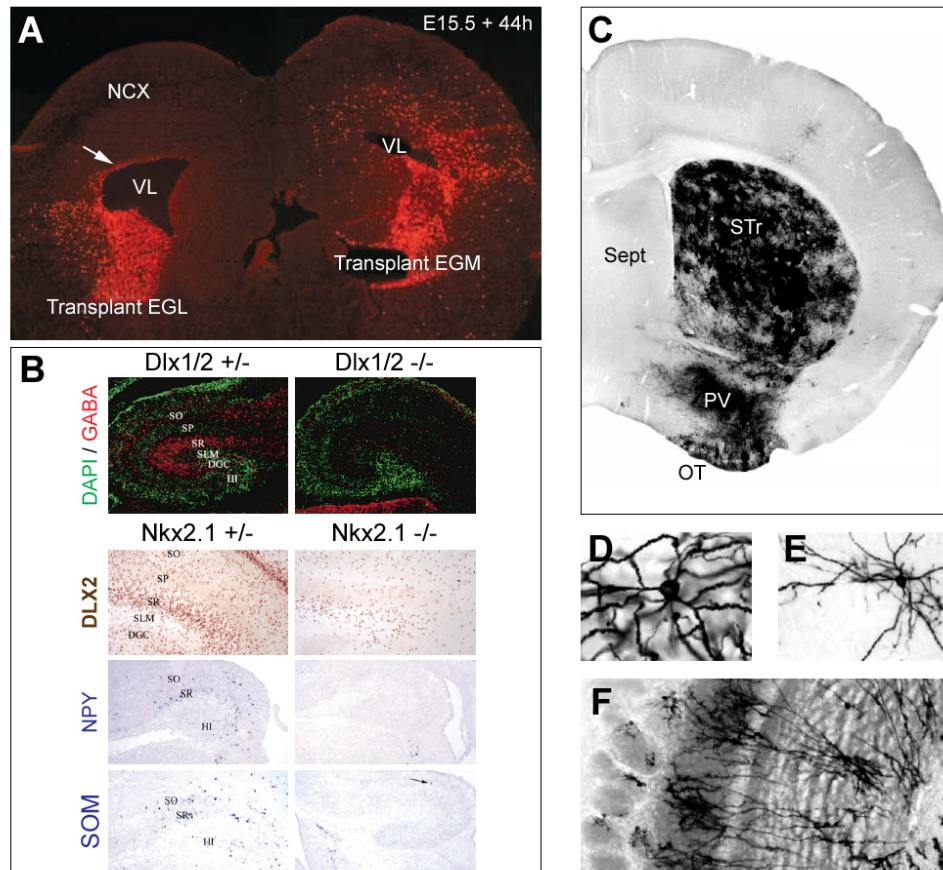 A
E15.5 + 44h
NCX
VL
VL
Transplant EGM
Transplant EGL
B
Dlx1/2 +/-
Dlx1/2 -/-
DAPI / GABA
SO
SP
SR
SLM
DGC
HI
Nkx2.1 +/-
Nkx2.1 -/-
DLX2
SO
SP
SR
SLM
DGC
NPY
SO
SR
HI
SOM
SO
SR
HI
C
STr
Sept
PV
OT
D
E
F